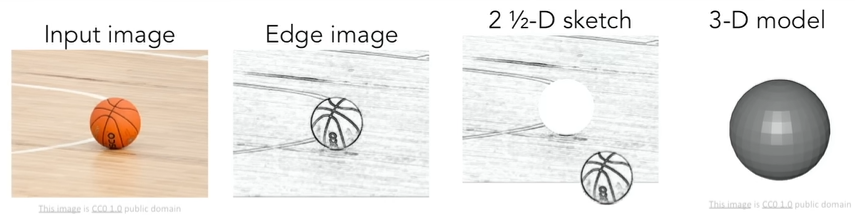 Input image
Edge image
2 ½-D sketch
3-D model
This image is CC0 1.0 public domain
This image is CC0 1.0 public domain